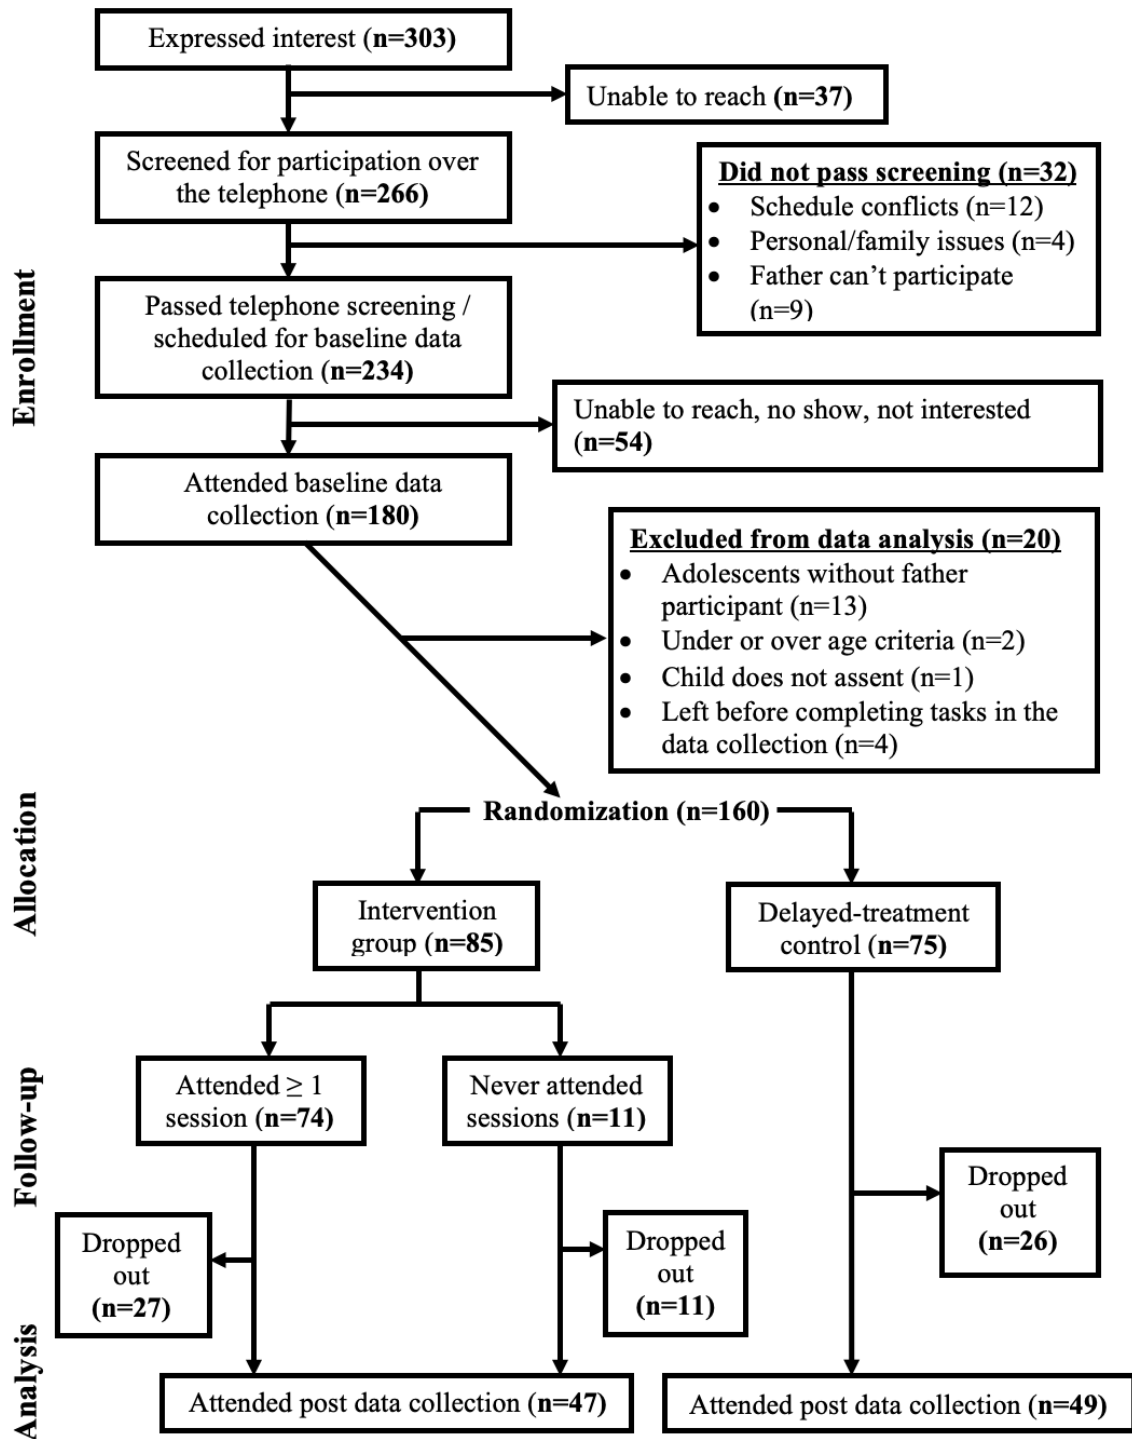 Expressed interest (n=303)
Unable to reach (n=37)
Screened for participation over
the telephone (n=266)
Did not pass screening (n=32)
• Schedule conflicts (n=12)
• Personal/family issues (n=4)
• Father can't participate
(n=9)
Enrollment
Passed telephone screening /
scheduled for baseline data
collection (n=234)
Unable to reach, no show, not interested
(n=54)
Attended baseline data
collection (n=180)
Excluded from data analysis (n=20)
• Adolescents without father
participant (n=13)
• Under or over age criteria (n=2)
• Child does not assent (n=1)
• Left before completing tasks in the
data collection (n=4)
Allocation
Randomization (n=160)
Intervention
group (n=85)
Delayed-treatment
control (n=75)
Follow-up
Attended ≥ 1
session (n=74)
Never attended
sessions (n=11)
Dropped
out
(n=27)
Dropped
out
(n=11)
Dropped
out
(n=26)
Analysis
Attended post data collection (n=47)
Attended post data collection (n=49)